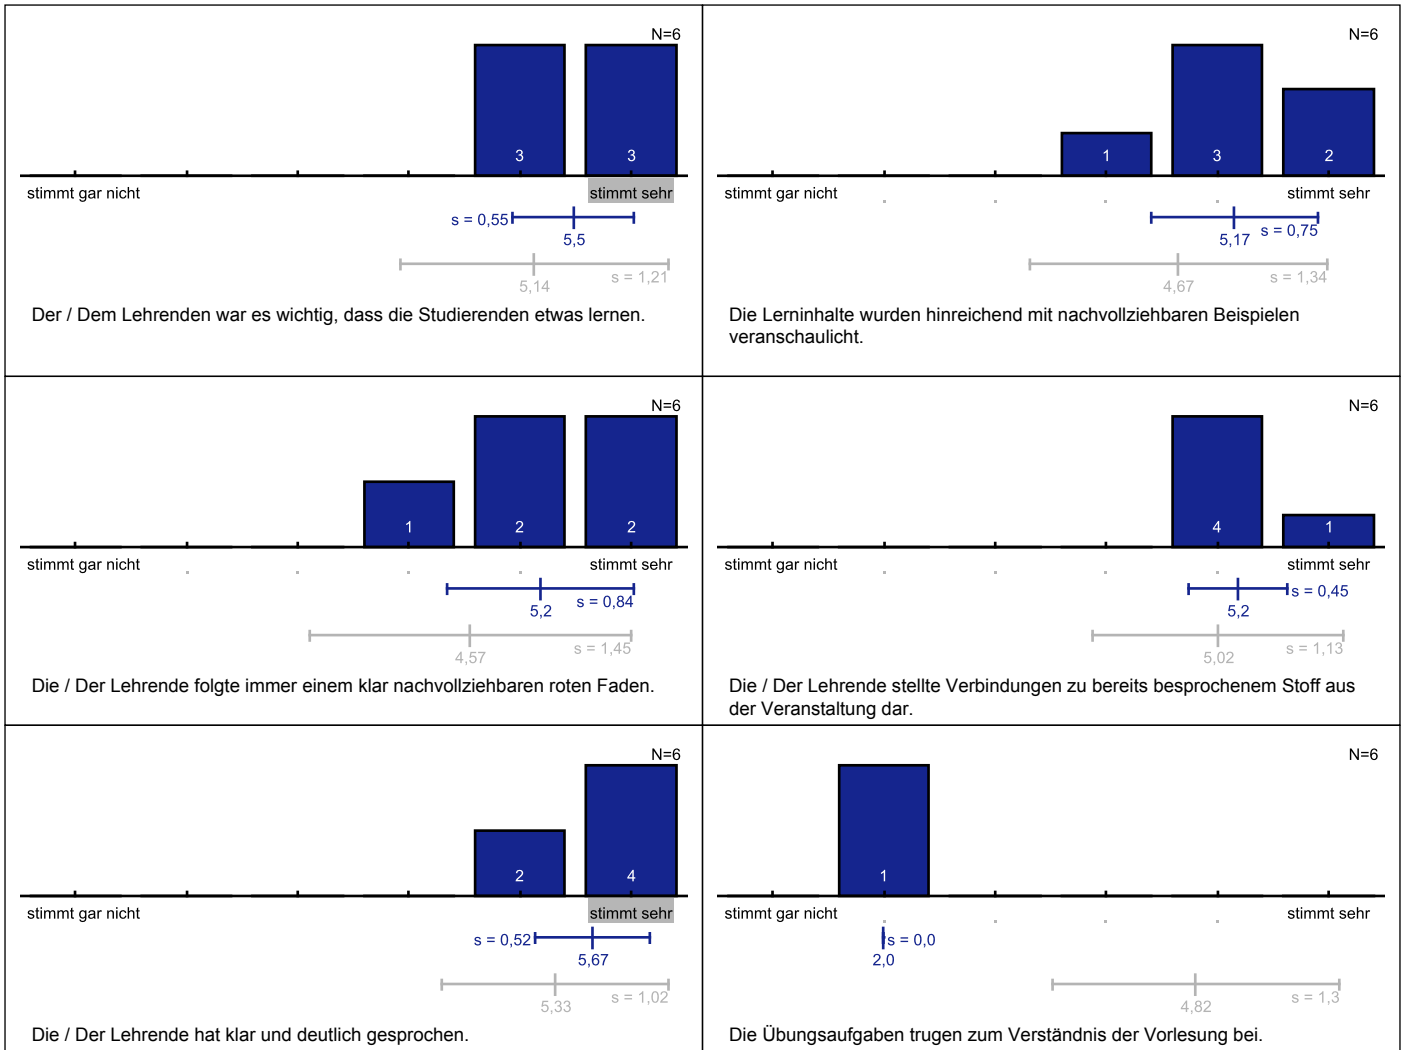 N=6
3
3
stimmt gar nicht
stimmt sehr
s = 0,55
5,5
s = 1,21
5,14
Der / Dem Lehrenden war es wichtig, dass die Studierenden etwas lernen.
N=6
1
3
2
stimmt gar nicht
stimmt sehr
s = 0,75
5,17
s = 1,34
4,67
Die Lerninhalte wurden hinreichend mit nachvollziehbaren Beispielen
veranschaulicht.
N=6
1
2
2
stimmt gar nicht
stimmt sehr
s = 0,84
5,2
s = 1,45
4,57
Die / Der Lehrende folgte immer einem klar nachvollziehbaren roten Faden.
N=6
4
1
stimmt gar nicht
stimmt sehr
s = 0,45
5,2
s = 1,13
5,02
Die / Der Lehrende stellte Verbindungen zu bereits besprochenem Stoff aus
der Veranstaltung dar.
N=6
2
4
stimmt gar nicht
stimmt sehr
s = 0,52
5,67
s = 1,02
5,33
Die / Der Lehrende hat klar und deutlich gesprochen.
N=6
1
stimmt gar nicht
stimmt sehr
s = 0,0
2,0
s = 1,3
4,82
Die Übungsaufgaben trugen zum Verständnis der Vorlesung bei.